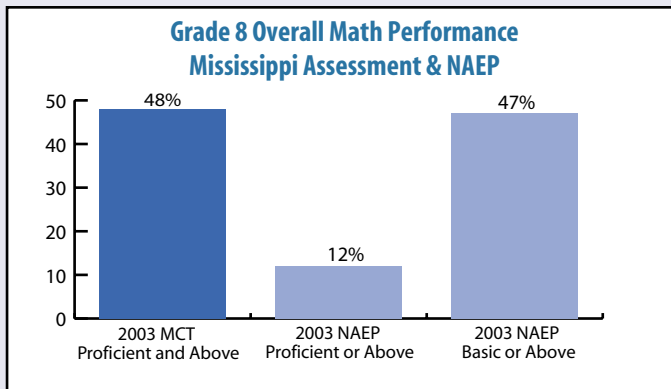 Grade 8 Overall Math Performance
Mississippi Assessment & NAEP
50
40
30
20
10
0
48%
12%
47%
2003 MCT
Proficient and Above
2003 NAEP
Proficient or Above
2003 NAEP
Basic or Above